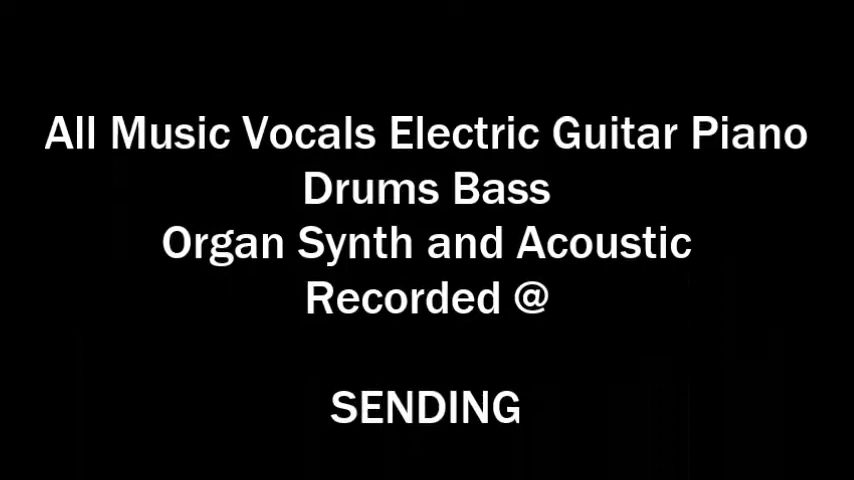 All Music Vocals Electric Guitar Piano
Drums Bass
Organ Synth and Acoustic
Recorded @
SENDING